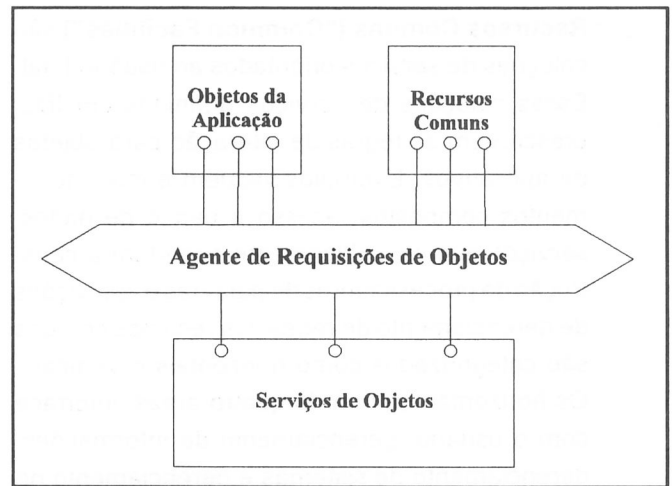 Objetos da
Aplicação
Recursos
Comuns
Agente de Requisições de Objetos
Serviços de Objetos